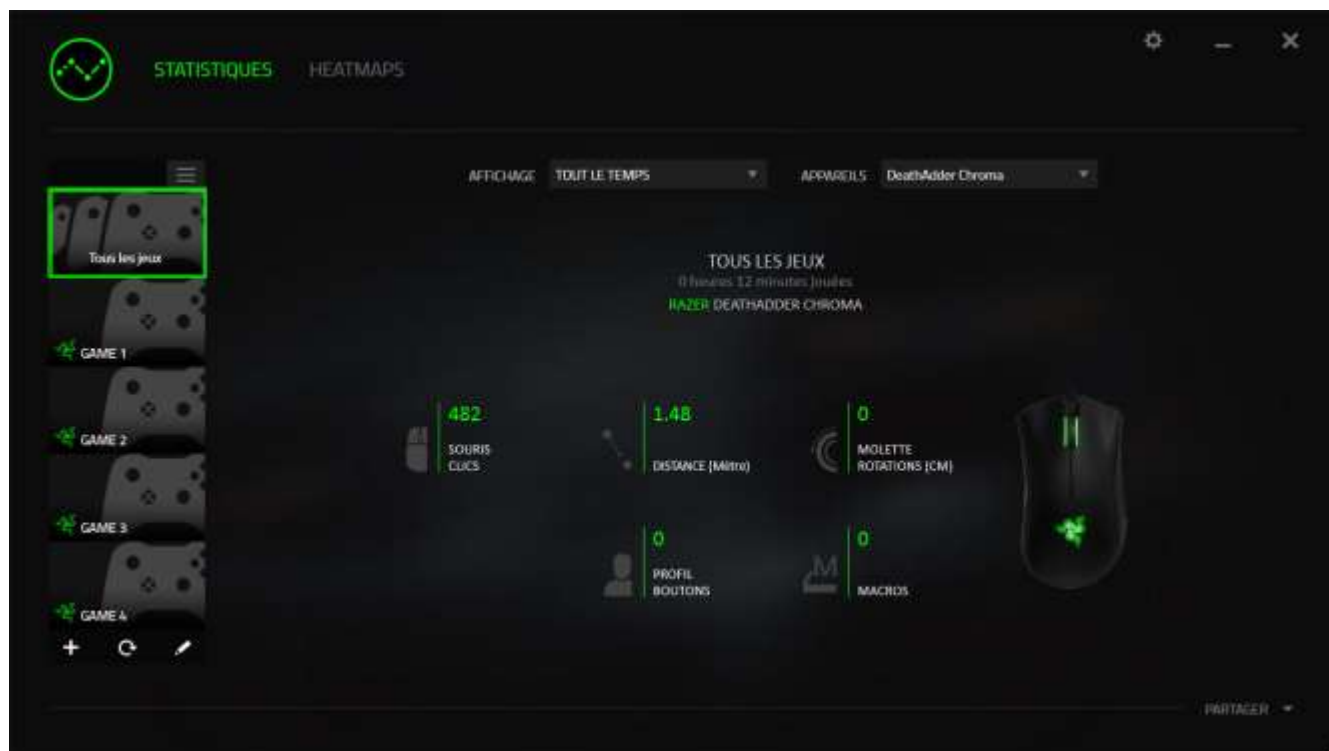 STATISTIQUES HEATMAPS
AFFICHAGE TOUT LE TEMPS APPAREILS DeathAdder Chroma
Tous les jeux
TOUS LES JEUX
0 heures 12 minutes Jouées
RAZER DEATHADDER CHROMA
GAME 1
GAME 2
GAME 3
GAME 4
482
SOURIS
CLICS
1.48
DISTANCE (Mètre)
0
MOLETTE
ROTATIONS (CM)
0
PROFIL
BOUTONS
0
MACROS
PARTAGER